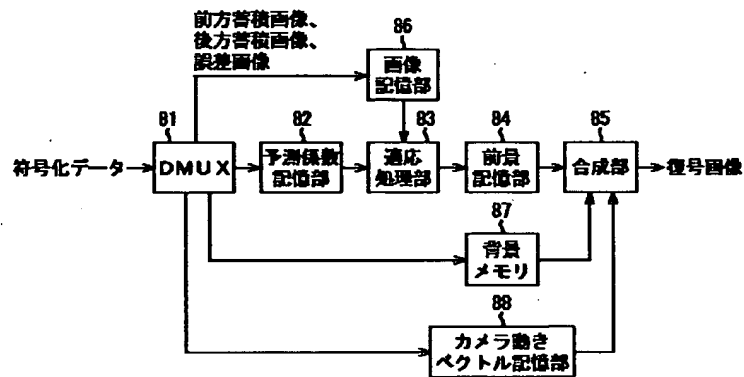 前方蓄積画像、
後方蓄積画像、
誤差画像
86
画像
記憶部
81
82
83
84
85
符号化データ
DMUX
予測係数
記憶部
適応
処理部
前景
記憶部
合成部
復号画像
87
背景
メモリ
88
カメラ動き
ベクトル記憶部